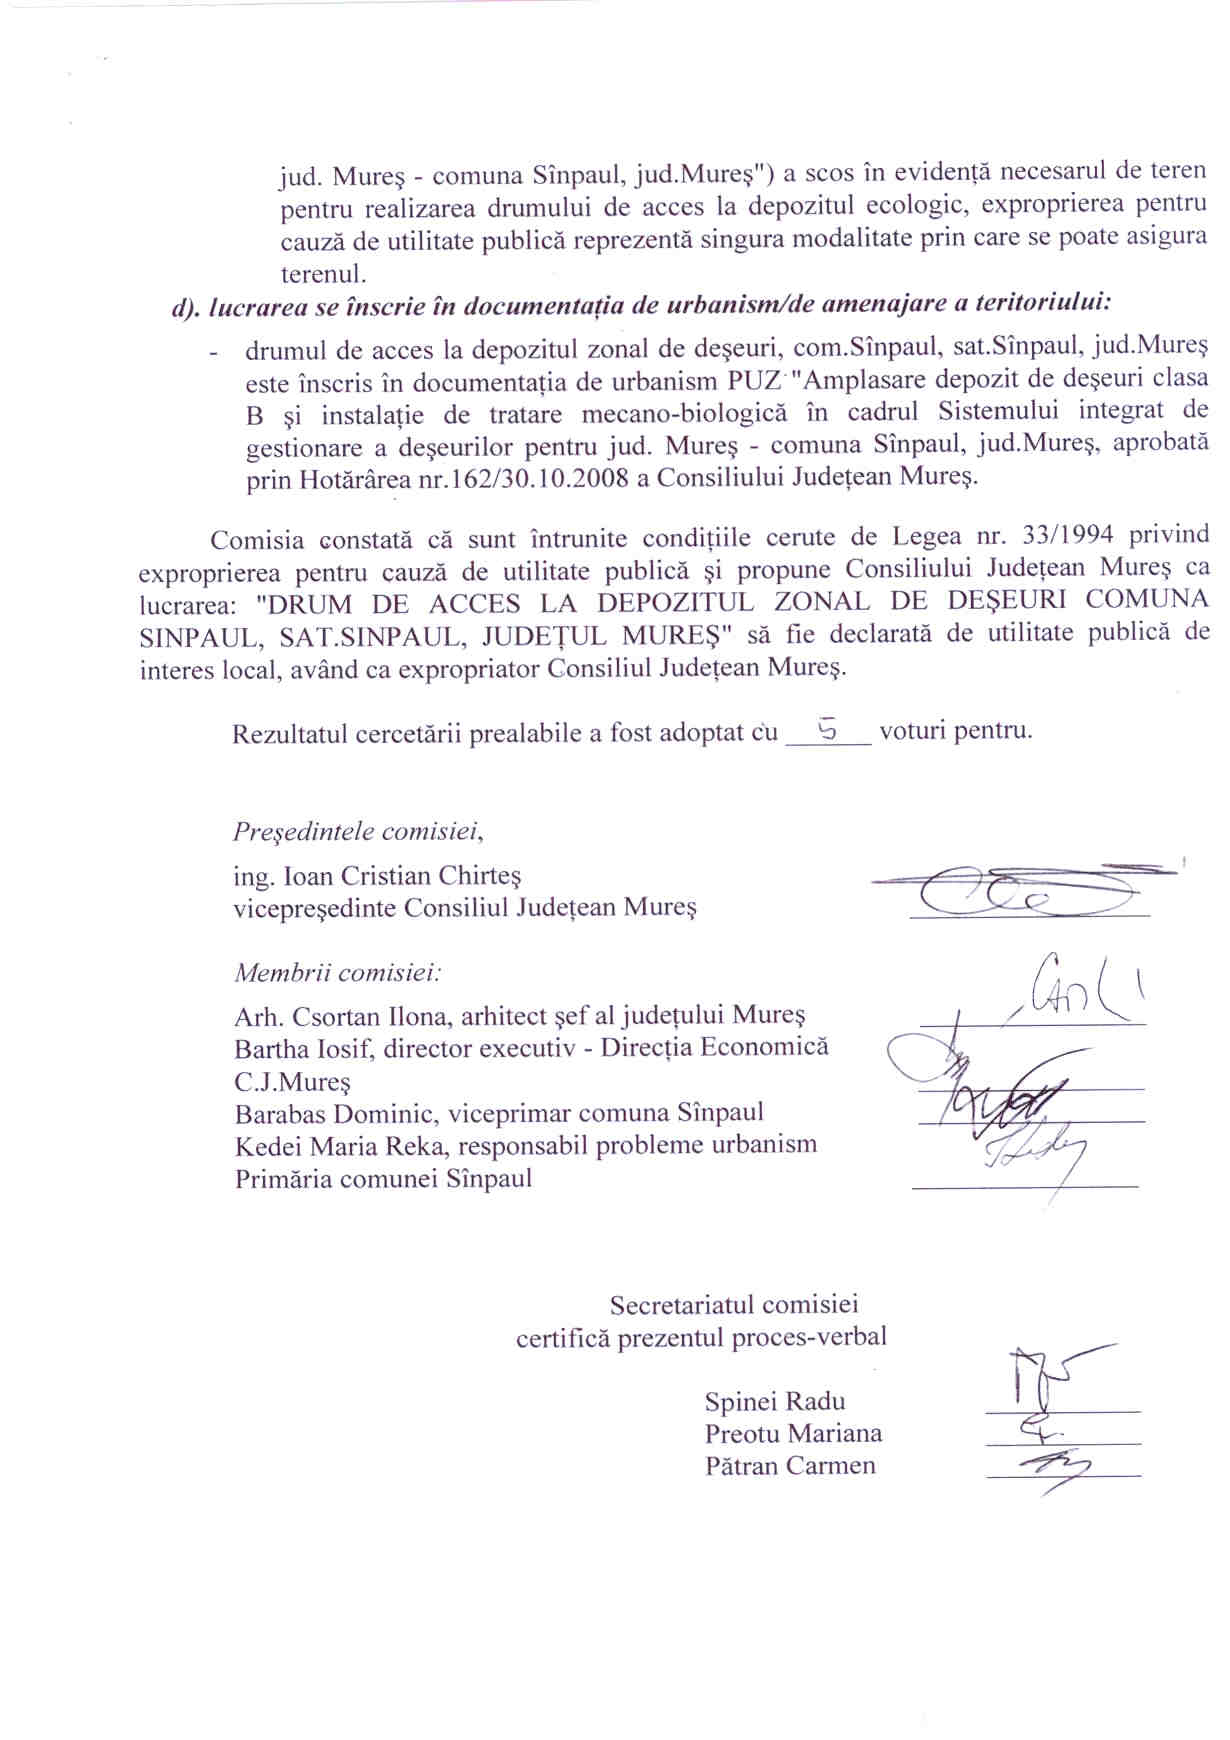 jud. Mureş - comuna Sînpaul, jud.Mureş") a scos în evidenţă necesarul de teren
pentru realizarea drumului de acces la depozitul ecologic, exproprierea pentru
cauză de utilitate publică reprezentă singura modalitate prin care se poate asigura
terenul.
d). lucrarea se înscrie în documentaţia de urbanism/de amenajare a teritoriului:
- drumul de acces la depozitul zonal de deşeuri, com.Sînpaul, sat.Sînpaul, jud.Mureş
este înscris în documentaţia de urbanism PUZ "Amplasare depozit de deşeuri clasa
B şi instalaţie de tratare mecano-biologică în cadrul Sistemului integrat de
gestionare a deşeurilor pentru jud. Mureş - comuna Sînpaul, jud.Mureş, aprobată
prin Hotărârea nr.162/30.10.2008 a Consiliului Judeţean Mureş.
Comisia constată că sunt întrunite condiţiile cerute de Legea nr. 33/1994 privind
exproprierea pentru cauză de utilitate publică şi propune Consiliului Judeţean Mureş ca
lucrarea: "DRUM DE ACCES LA DEPOZITUL ZONAL DE DEŞEURI COMUNA
SINPAUL, SAT.SINPAUL, JUDEŢUL MUREŞ" să fie declarată de utilitate publică de
interes local, având ca expropriator Consiliul Judeţean Mureş.
Rezultatul cercetării prealabile a fost adoptat cu 5 voturi pentru.
Preşedintele comisiei,
ing. Ioan Cristian Chirteş
vicepreşedinte Consiliul Judeţean Mureş
Membrii comisiei:
Arh. Csortan Ilona, arhitect şef al judeţului Mureş
Bartha Iosif, director executiv - Direcţia Economică
C.J.Mureş
Barabas Dominic, viceprimar comuna Sînpaul
Kedei Maria Reka, responsabil probleme urbanism
Primăria comunei Sînpaul
Secretariatul comisiei
certifică prezentul proces-verbal
Spinei Radu
Preotu Mariana
Pătran Carmen